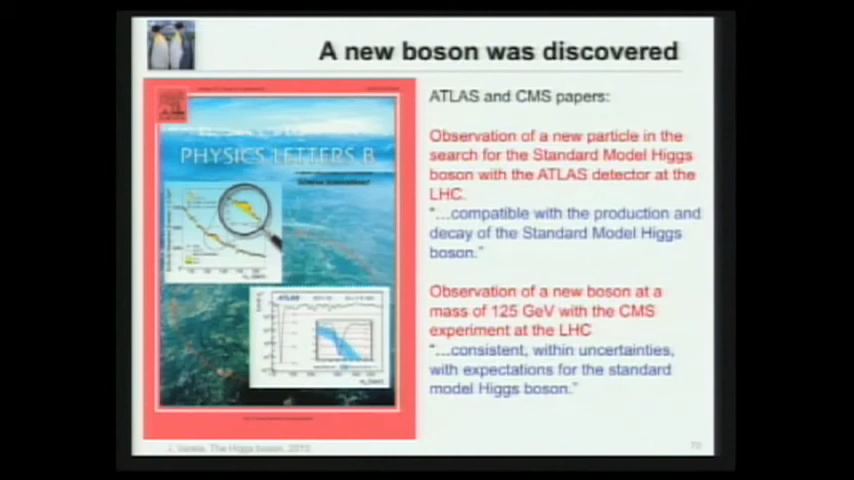 A new boson was discovered
PHYSICS LETTERS B
ATLAS
ATLAS and CMS papers:
Observation of a new particle in the
search for the Standard Model Higgs
boson with the ATLAS detector at the
LHC.
"...compatible with the production and
decay of the Standard Model Higgs
boson."
Observation of a new boson at a
mass of 125 GeV with the CMS
experiment at the LHC
"...consistent, within uncertainties,
with expectations for the standard
model Higgs boson."
J. Varela, The Higgs boson, 2013